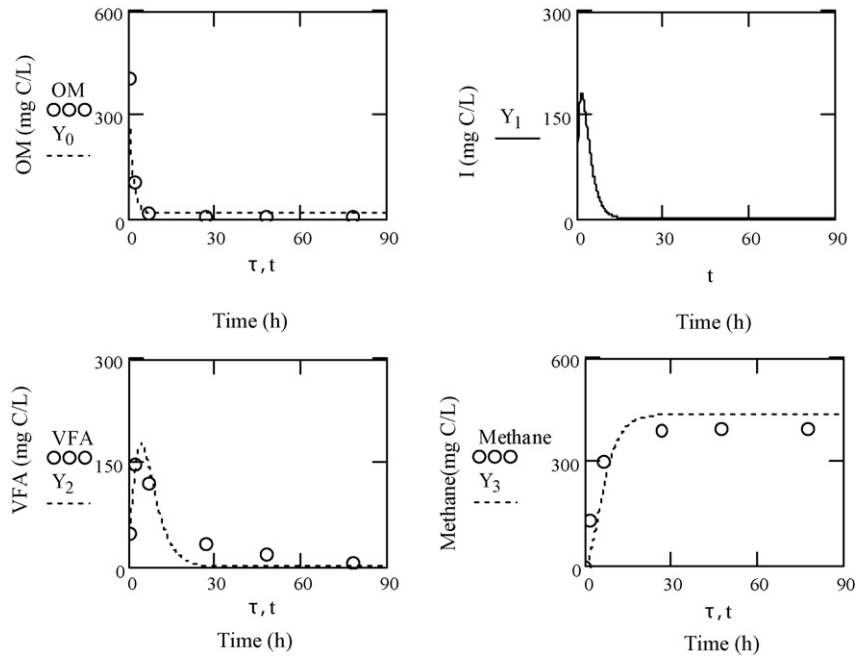 600
300
0
OM (mg C/L)
OM
Y0
0 30 60 90
τ, t
Time (h)
300
150
0
I (mg C/L)
Y1
0 30 60 90
t
Time (h)
300
150
0
VFA (mg C/L)
VFA
Y2
0 30 60 90
τ, t
Time (h)
600
300
0
Methane(mg C/L)
Methane
Y3
0 30 60 90
τ, t
Time (h)